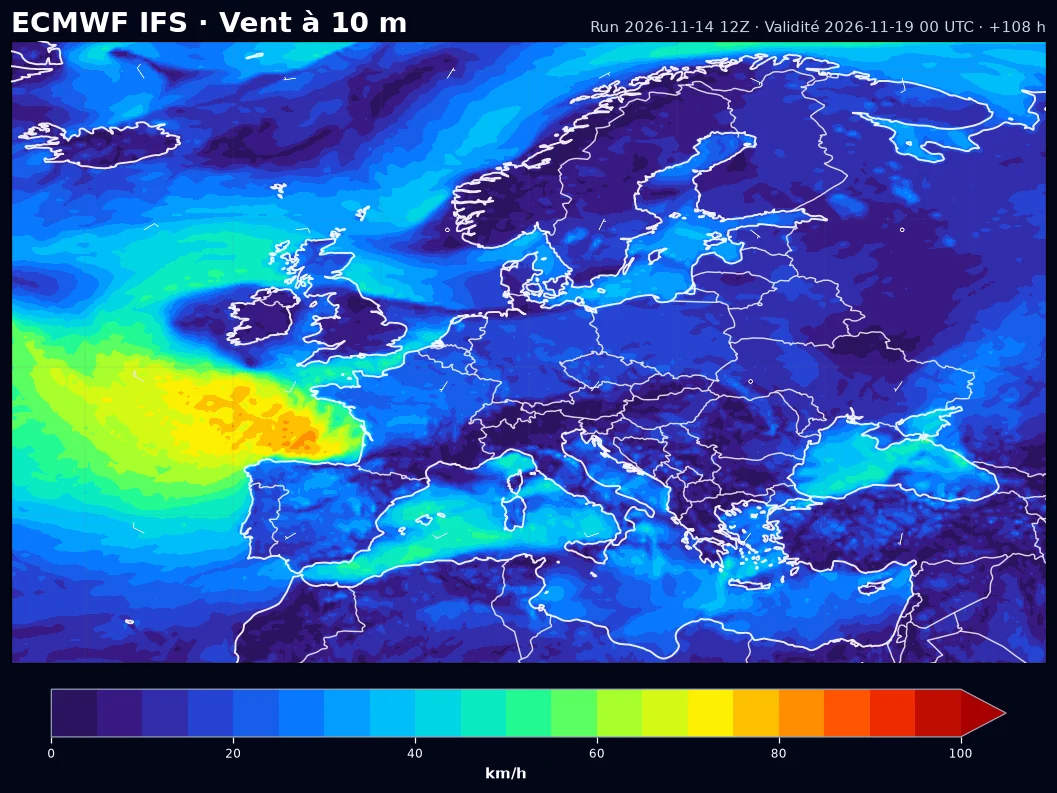 ECMWF IFS · Vent à 10 m
Run 2026-11-14 12Z · Validité 2026-11-19 00 UTC · +108 h
0 20 40 60 80 100
km/h